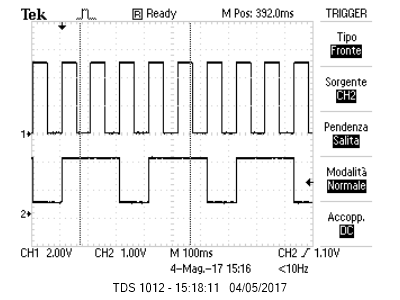 Tek Ready M Pos: 392.0ms TRIGGER
Tipo
Fronte
Sorgente
CH2
Pendenza
Salita
Modalità
Normale
Accopp.
DC
1
2
CH1 2.00V CH2 1.00V M 100ms CH2 1.10V
4-Mag.-17 15:16 <10Hz
TDS 1012 - 15:18:11 04/05/2017